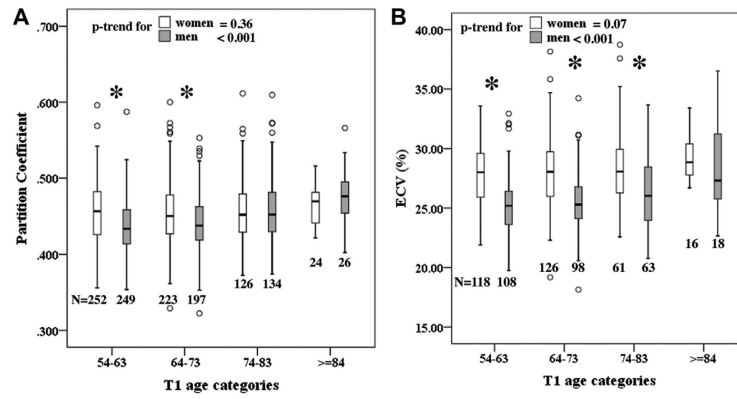 A
p-trend for women = 0.36
men < 0.001
.700
.600
.500
.400
.300
Partition Coefficient
* *
N=252 249 223 197 126 134 24 26
54-63 64-73 74-83 >=84
T1 age categories
B
p-trend for women = 0.07
men < 0.001
40.00
35.00
30.00
25.00
20.00
15.00
ECV (%)
* * *
N=118 108 126 98 61 63 16 18
54-63 64-73 74-83 >=84
T1 age categories